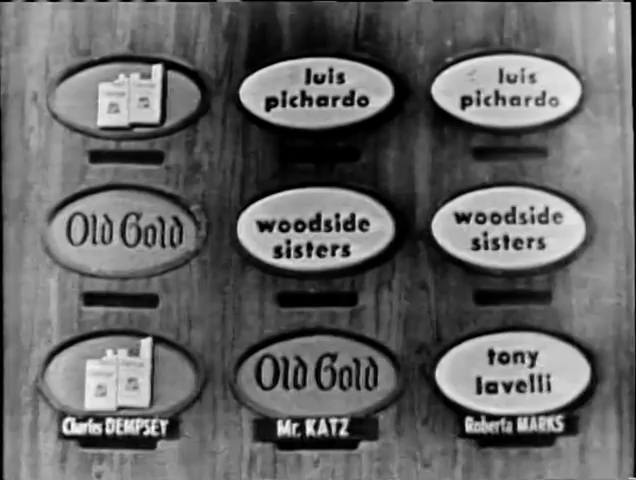 luis
pichardo
luis
pichardo
Old Gold
woodside
sisters
woodside
sisters
Old Gold
tony
lavelli
Charles DEMPSEY
Mr. KATZ
Roberta MARKS